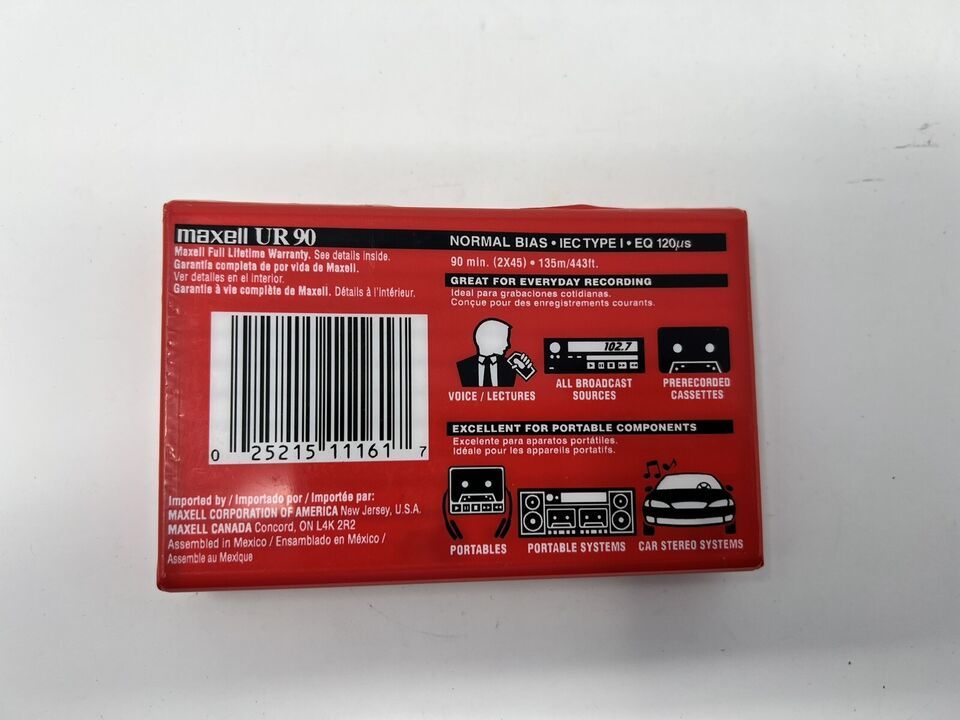 maxell UR 90
Maxell Full Lifetime Warranty. See details inside.
Garantía completa de por vida de Maxell.
Ver detalles en el interior.
Garantie à vie complète de Maxell. Détails à l'intérieur.
0 25215 11161 7
Imported by / Importado por / Importée par:
MAXELL CORPORATION OF AMERICA New Jersey, U.S.A.
MAXELL CANADA Concord, ON L4K 2R2
Assembled in Mexico / Ensamblado en México /
Assemble au Mexique
NORMAL BIAS • IEC TYPE I • EQ 120µs
90 min. (2X45) • 135m/443ft.
GREAT FOR EVERYDAY RECORDING
Ideal para grabaciones cotidianas.
Conçue pour des enregistrements courants.
102.7
VOICE / LECTURES
ALL BROADCAST
SOURCES
PRERECORDED
CASSETTES
EXCELLENT FOR PORTABLE COMPONENTS
Excelente para aparatos portátiles.
Idéale pour les appareils portatifs.
PORTABLES
PORTABLE SYSTEMS
CAR STEREO SYSTEMS